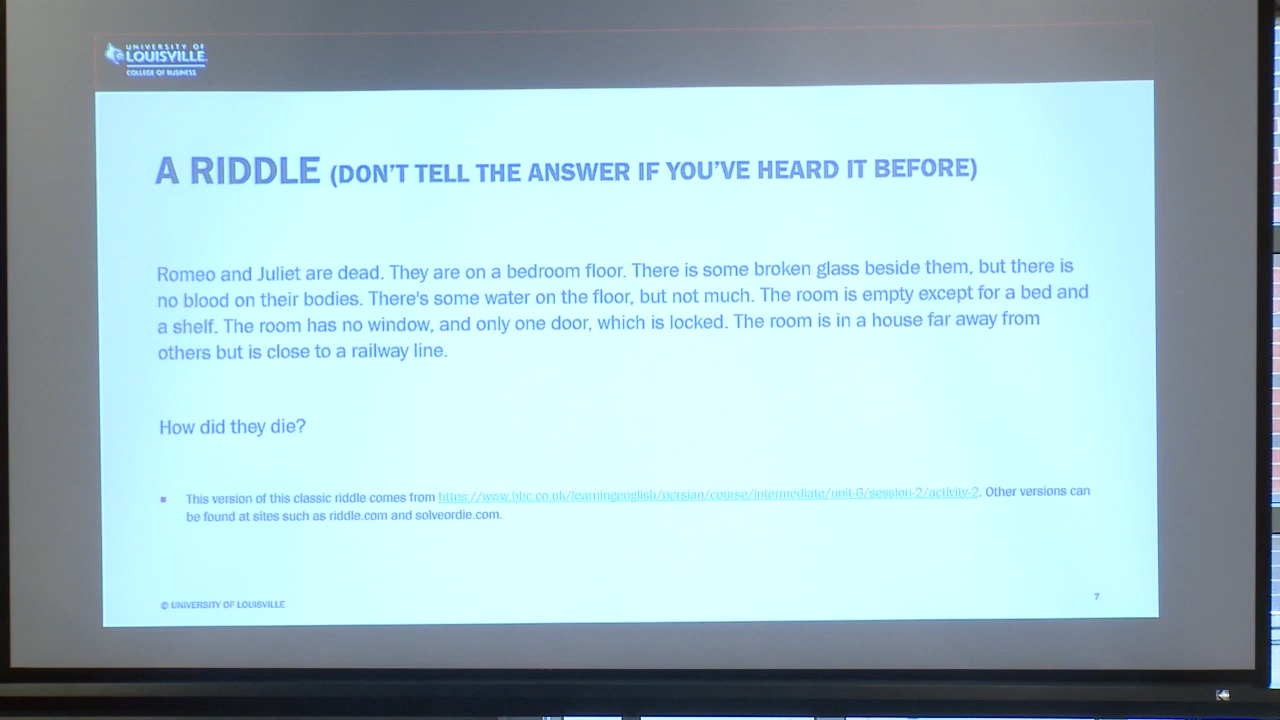 UNIVERSITY OF
LOUISVILLE.
COLLEGE OF BUSINESS
A RIDDLE (DON'T TELL THE ANSWER IF YOU'VE HEARD IT BEFORE)
Romeo and Juliet are dead. They are on a bedroom floor. There is some broken glass beside them, but there is
no blood on their bodies. There's some water on the floor, but not much. The room is empty except for a bed and
a shelf. The room has no window, and only one door, which is locked. The room is in a house far away from
others but is close to a railway line.
How did they die?
▪ This version of this classic riddle comes from https://www.bbc.co.uk/learningenglish/persian/course/intermediate/unit-6/session-2/activity-2. Other versions can
be found at sites such as riddle.com and solveordie.com.
© UNIVERSITY OF LOUISVILLE
7